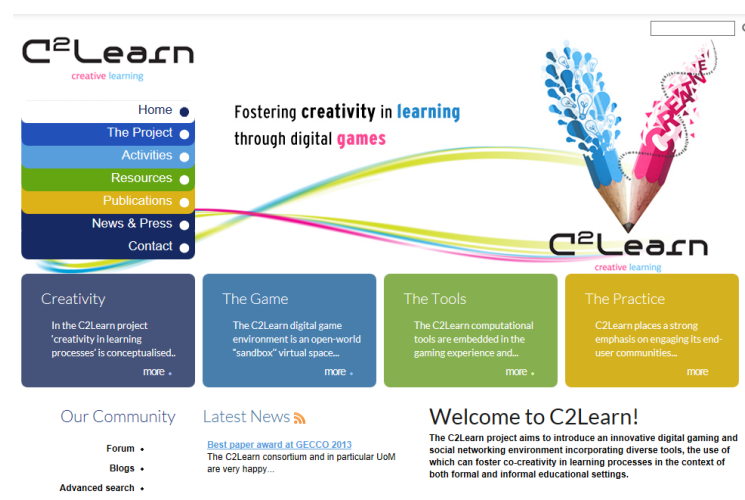 C²Learn
creative learning
Home
The Project
Activities
Resources
Publications
News & Press
Contact
Fostering creativity in learning
through digital games
CREATIVE
C²Learn
creative learning
Creativity
In the C2Learn project
'creativity in learning
processes' is conceptualised..
more
The Game
The C2Learn digital game
environment is an open-world
"sandbox" virtual space...
more
The Tools
The C2Learn computational
tools are embedded in the
gaming experience and...
more
The Practice
C2Learn places a strong
emphasis on engaging its end-
user communities...
more
Our Community
Forum
Blogs
Advanced search
Latest News
Best paper award at GECCO 2013
The C2Learn consortium and in particular UoM
are very happy...
Welcome to C2Learn!
The C2Learn project aims to introduce an innovative digital gaming and
social networking environment incorporating diverse tools, the use of
which can foster co-creativity in learning processes in the context of
both formal and informal educational settings.